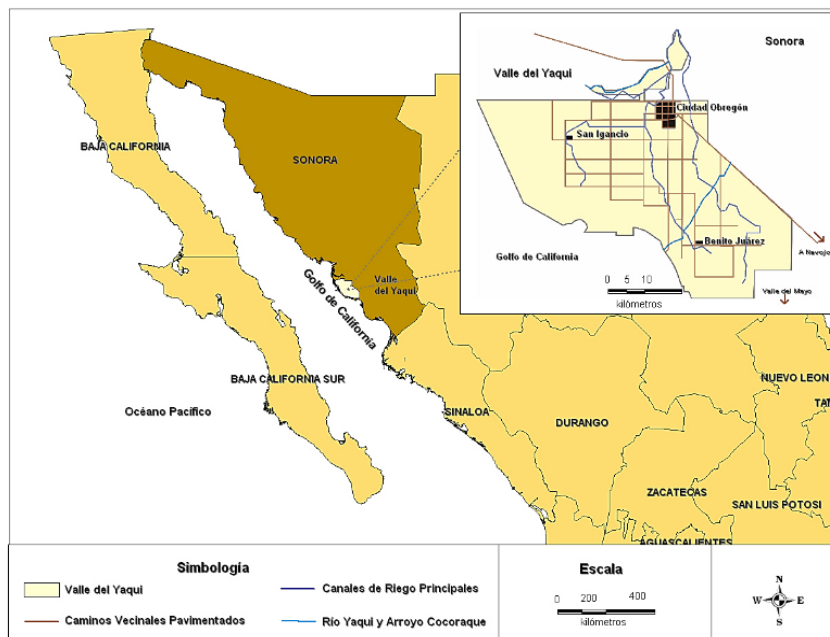 BAJA CALIFORNIA
SONORA
Valle
del Yaqui
Golfo de California
BAJA CALIFORNIA SUR
Océano Pacífico
SINALOA
DURANGO
NUEVO LEON
TAM
ZACATECAS
SAN LUIS POTOSI
AGUASCALIENTES
Sonora
Valle del Yaqui
Ciudad Obregón
San Igancio
Benito Juárez
A Navojoa
Golfo de California
0 5 10
kilómetros
Valle del Mayo
Simbología
Valle del Yaqui
Caminos Vecinales Pavimentados
Canales de Riego Principales
Río Yaqui y Arroyo Cocoraque
Escala
0 200 400
kilómetros
N
W E
S